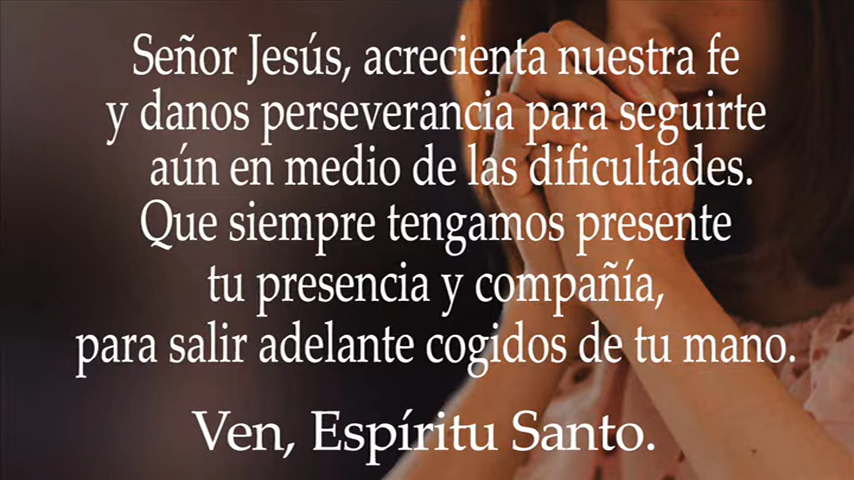 Señor Jesús, acrecienta nuestra fe
y danos perseverancia para seguirte
aún en medio de las dificultades.
Que siempre tengamos presente
tu presencia y compañía,
para salir adelante cogidos de tu mano.
Ven, Espíritu Santo.